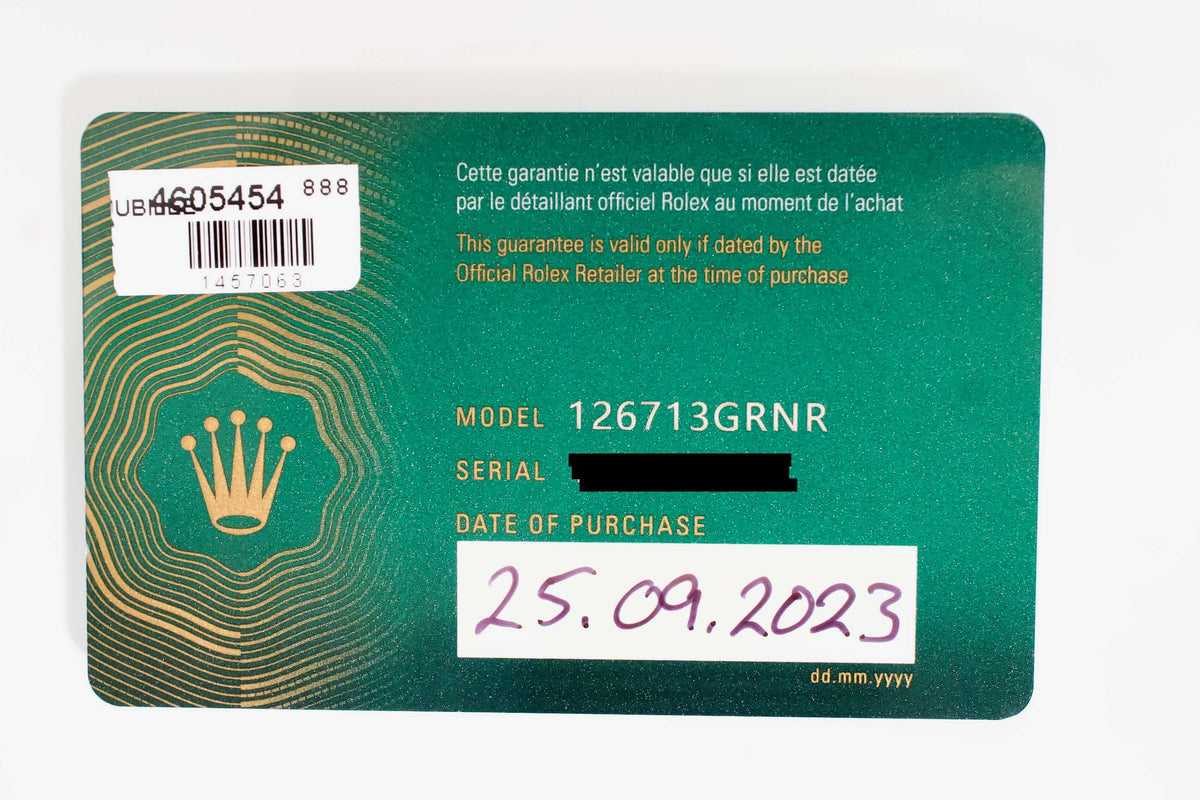 4605454 888
UBILEE
1457063
Cette garantie n'est valable que si elle est datée
par le détaillant officiel Rolex au moment de l'achat
This guarantee is valid only if dated by the
Official Rolex Retailer at the time of purchase
MODEL 126713GRNR
SERIAL
DATE OF PURCHASE
25.09.2023
dd.mm.yyyy